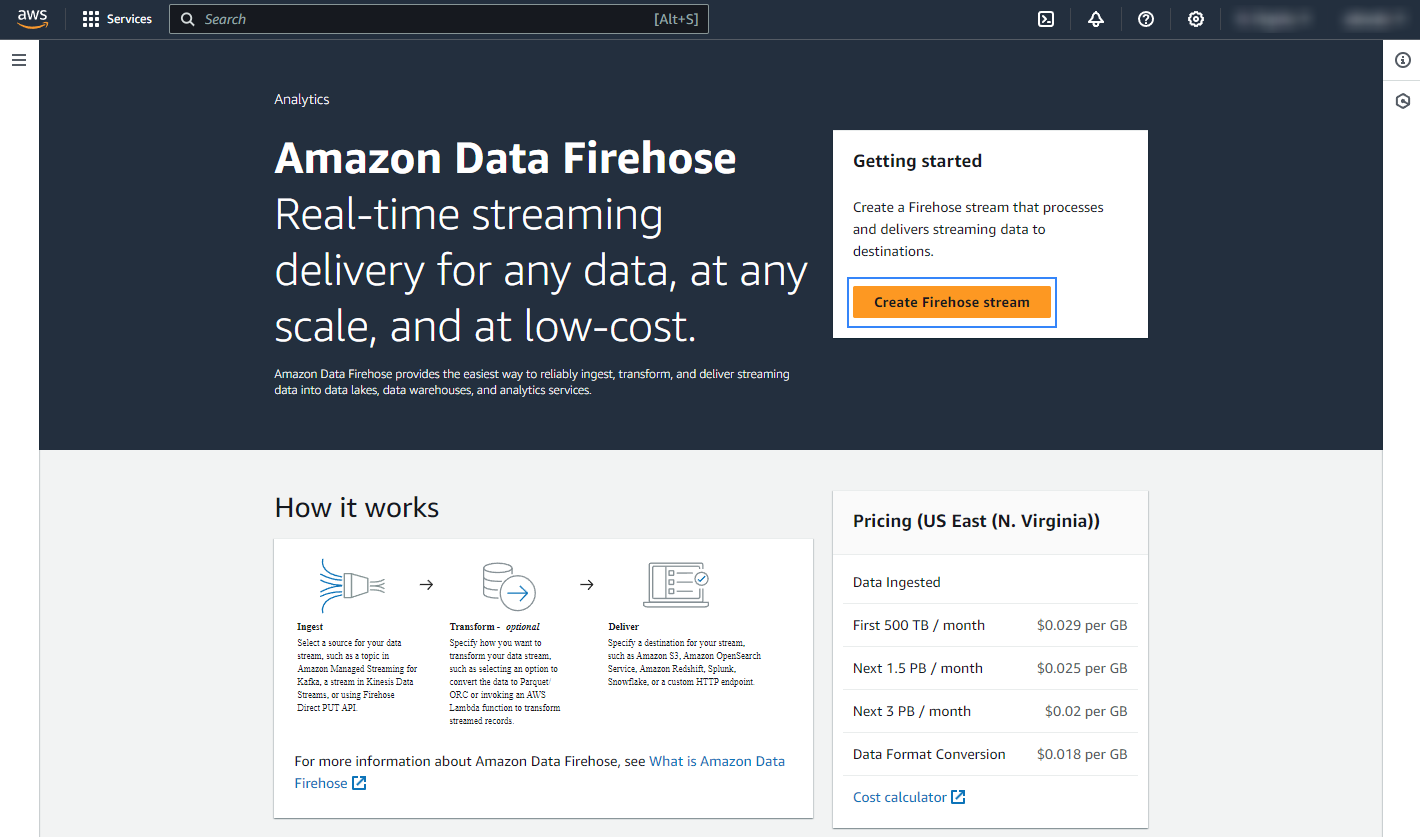 aws
Services
Search
[Alt+S]
Analytics
Amazon Data Firehose
Real-time streaming
delivery for any data, at any
scale, and at low-cost.
Amazon Data Firehose provides the easiest way to reliably ingest, transform, and deliver streaming
data into data lakes, data warehouses, and analytics services.
Getting started
Create a Firehose stream that processes
and delivers streaming data to
destinations.
Create Firehose stream
How it works
Ingest
Select a source for your data
stream, such as a topic in
Amazon Managed Streaming for
Kafka, a stream in Kinesis Data
Streams, or using Firehose
Direct PUT API.
Transform - optional
Specify how you want to
transform your data stream,
such as selecting an option to
convert the data to Parquet/
ORC or invoking an AWS
Lambda function to transform
streamed records.
Deliver
Specify a destination for your stream,
such as Amazon S3, Amazon OpenSearch
Service, Amazon Redshift, Splunk,
Snowflake, or a custom HTTP endpoint.
For more information about Amazon Data Firehose, see What is Amazon Data
Firehose
Pricing (US East (N. Virginia))
Data Ingested
First 500 TB / month $0.029 per GB
Next 1.5 PB / month $0.025 per GB
Next 3 PB / month $0.02 per GB
Data Format Conversion $0.018 per GB
Cost calculator